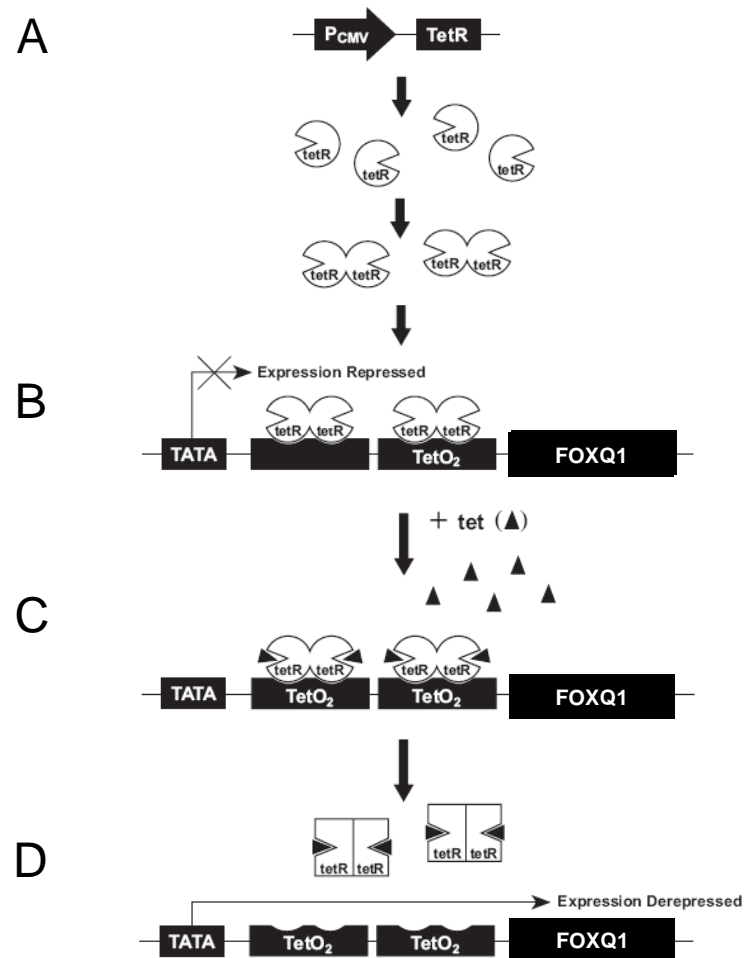 A
PCMV TetR
tetR tetR tetR tetR
tetR tetR tetR tetR
Expression Repressed
B
tetR tetR tetR tetR
TATA TetO2 FOXQ1
+ tet (▲)
C
tetR tetR tetR tetR
TATA TetO2 TetO2 FOXQ1
tetR tetR tetR tetR
D
Expression Derepressed
TATA TetO2 TetO2 FOXQ1